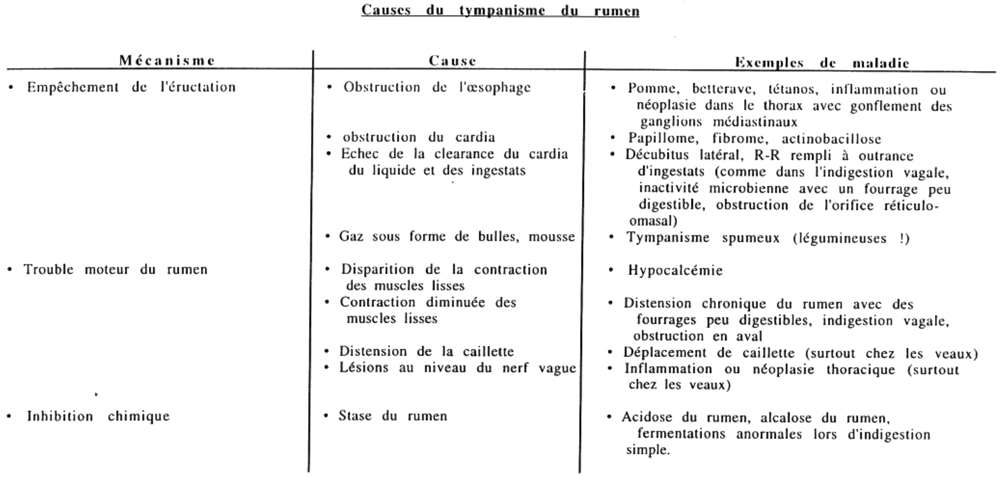 Causes du tympanisme du rumen
Mécanisme Cause Exemples de maladie
• Empêchement de l'éructation • Obstruction de l'œsophage • Pomme, betterave, tétanos, inflammation ou
néoplasie dans le thorax avec gonflement des
ganglions médiastinaux
• obstruction du cardia • Papillome, fibrome, actinobacillose
• Echec de la clearance du cardia • Décubitus latéral, R-R rempli à outrance
du liquide et des ingestats d'ingestats (comme dans l'indigestion vagale,
inactivité microbienne avec un fourrage peu
digestible, obstruction de l'orifice réticulo-
omasal)
• Gaz sous forme de bulles, mousse • Tympanisme spumeux (légumineuses !)
• Trouble moteur du rumen • Disparition de la contraction • Hypocalcémie
des muscles lisses
• Contraction diminuée des • Distension chronique du rumen avec des
muscles lisses fourrages peu digestibles, indigestion vagale,
obstruction en aval
• Distension de la caillette • Déplacement de caillette (surtout chez les veaux)
• Lésions au niveau du nerf vague • Inflammation ou néoplasie thoracique (surtout
chez les veaux)
• Inhibition chimique • Stase du rumen • Acidose du rumen, alcalose du rumen,
fermentations anormales lors d'indigestion
simple.